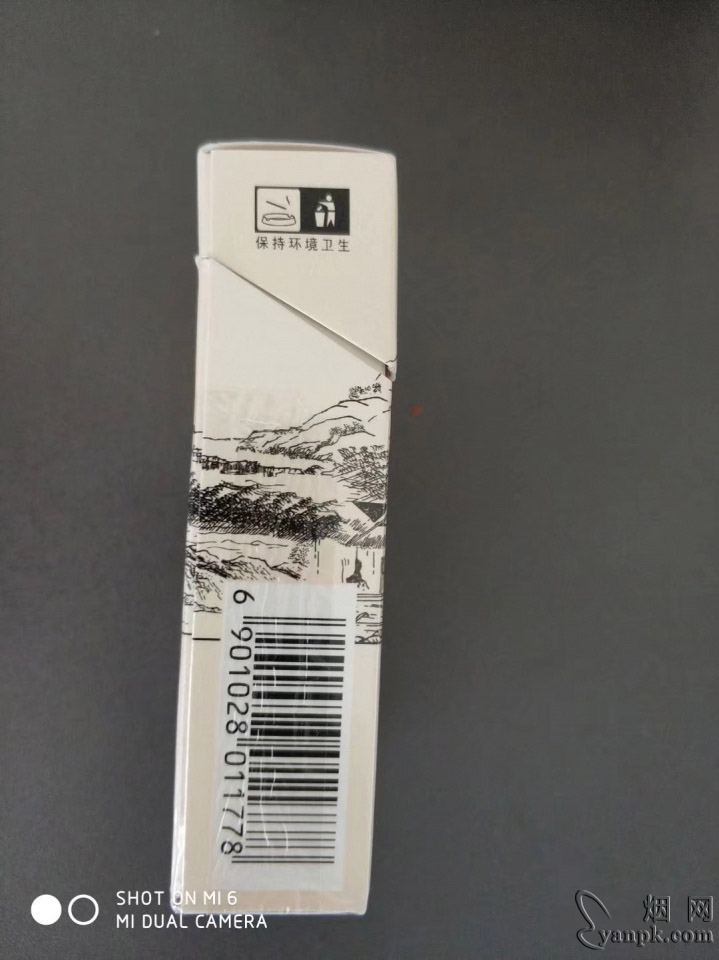 保持环境卫生
6 901028 011778
SHOT ON MI 6
MI DUAL CAMERA
烟网
yanpk.com